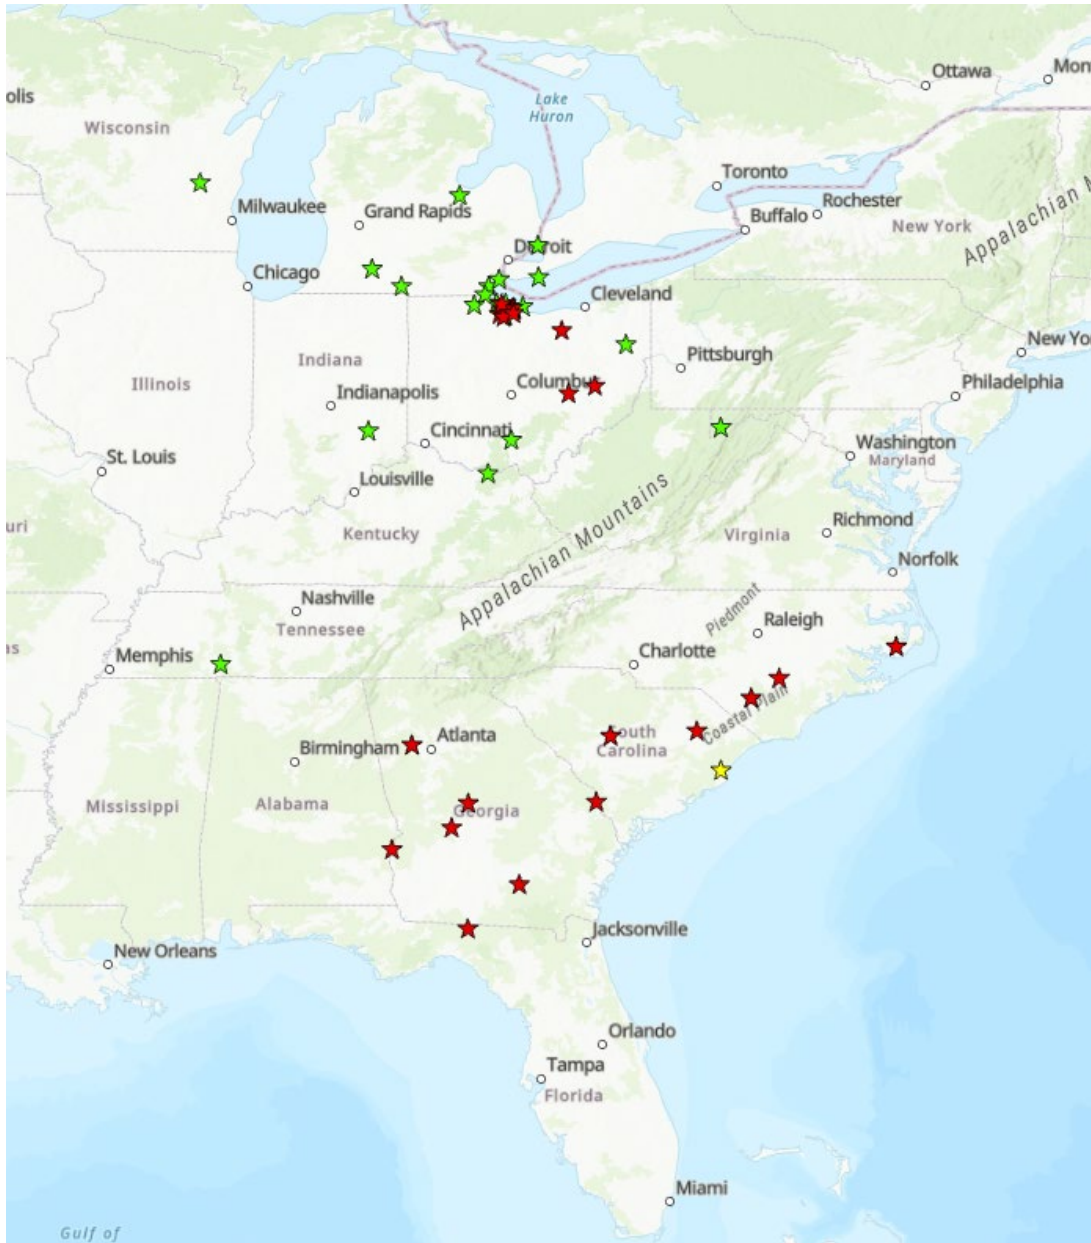 Ottawa
Mon
olis
Wisconsin
Lake
Huron
Toronto
Milwaukee
Grand Rapids
Rochester
Buffalo
New York
Appalachian M
Detroit
Chicago
Cleveland
New Yo
Pittsburgh
Indiana
Illinois
Columbus
Philadelphia
Indianapolis
Cincinnati
Washington
Maryland
St. Louis
Louisville
Appalachian Mountains
uri
Kentucky
Virginia
Richmond
Norfolk
Nashville
Tennessee
Piedmont
Raleigh
as
Memphis
Charlotte
Coastal Plain
South
Carolina
Birmingham
Atlanta
Mississippi
Alabama
Georgia
Jacksonville
New Orleans
Orlando
Tampa
Florida
Miami
Gulf of